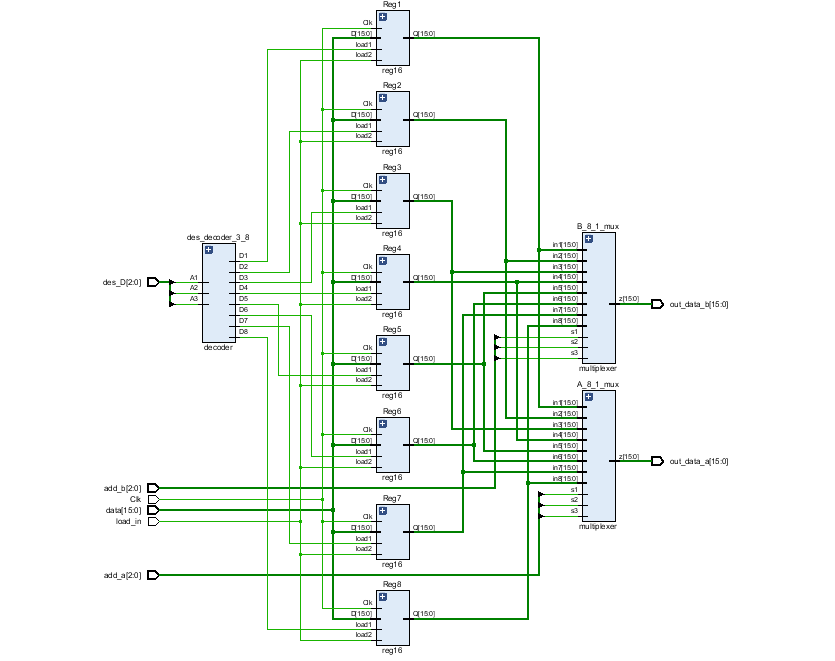 Reg1
Clk
D[15:0]
Q[15:0]
load1
load2
reg16
Reg2
Clk
D[15:0]
Q[15:0]
load1
load2
reg16
Reg3
Clk
D[15:0]
Q[15:0]
load1
load2
reg16
Reg4
Clk
D[15:0]
Q[15:0]
load1
load2
reg16
Reg5
Clk
D[15:0]
Q[15:0]
load1
load2
reg16
Reg6
Clk
D[15:0]
Q[15:0]
load1
load2
reg16
Reg7
Clk
D[15:0]
Q[15:0]
load1
load2
reg16
Reg8
Clk
D[15:0]
Q[15:0]
load1
load2
reg16
des_decoder_3_8
des_D[2:0]
A1
A2
A3
D1
D2
D3
D4
D5
D6
D7
D8
decoder
add_b[2:0]
Clk
data[15:0]
load_in
add_a[2:0]
B_8_1_mux
in1[15:0]
in2[15:0]
in3[15:0]
in4[15:0]
in5[15:0]
in6[15:0]
in7[15:0]
in8[15:0]
s1
s2
s3
z[15:0]
out_data_b[15:0]
multiplexer
A_8_1_mux
in1[15:0]
in2[15:0]
in3[15:0]
in4[15:0]
in5[15:0]
in6[15:0]
in7[15:0]
in8[15:0]
s1
s2
s3
z[15:0]
out_data_a[15:0]
multiplexer